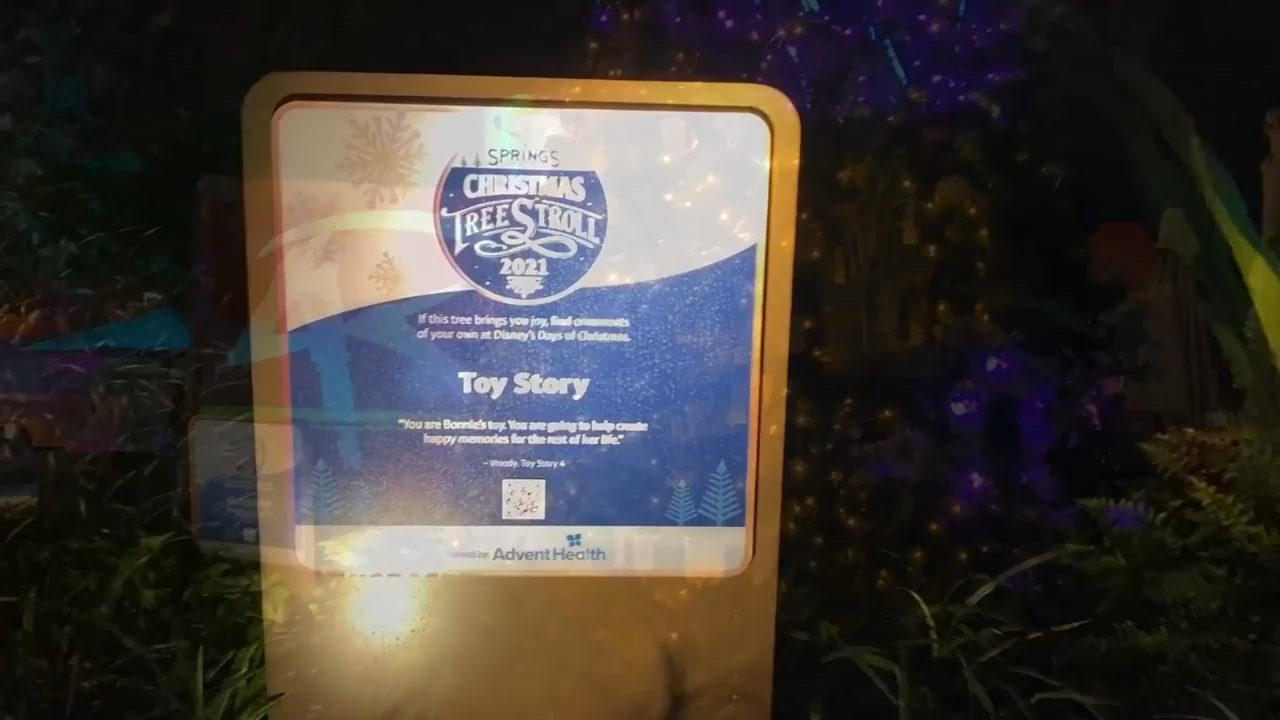 SPRINGS
CHRISTMAS
TREE STROLL
2021
If this tree brings you joy, find ornaments
of your own at Disney's Days of Christmas.
Toy Story
"You are Bonnie's toy. You are going to help create
happy memories for the rest of her life."
- Woody, Toy Story 4
by: AdventHealth